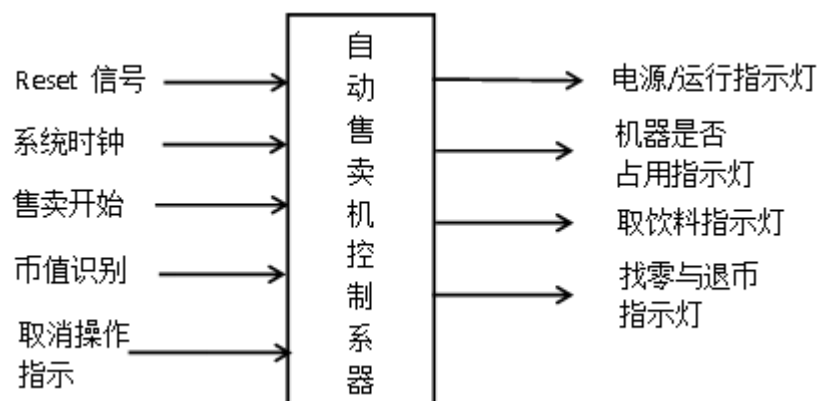 Reset 信号
系统时钟
售卖开始
币值识别
取消操作
指示
自
动
售
卖
机
控
制
系
器
电源/运行指示灯
机器是否
占用指示灯
取饮料指示灯
找零与退币
指示灯